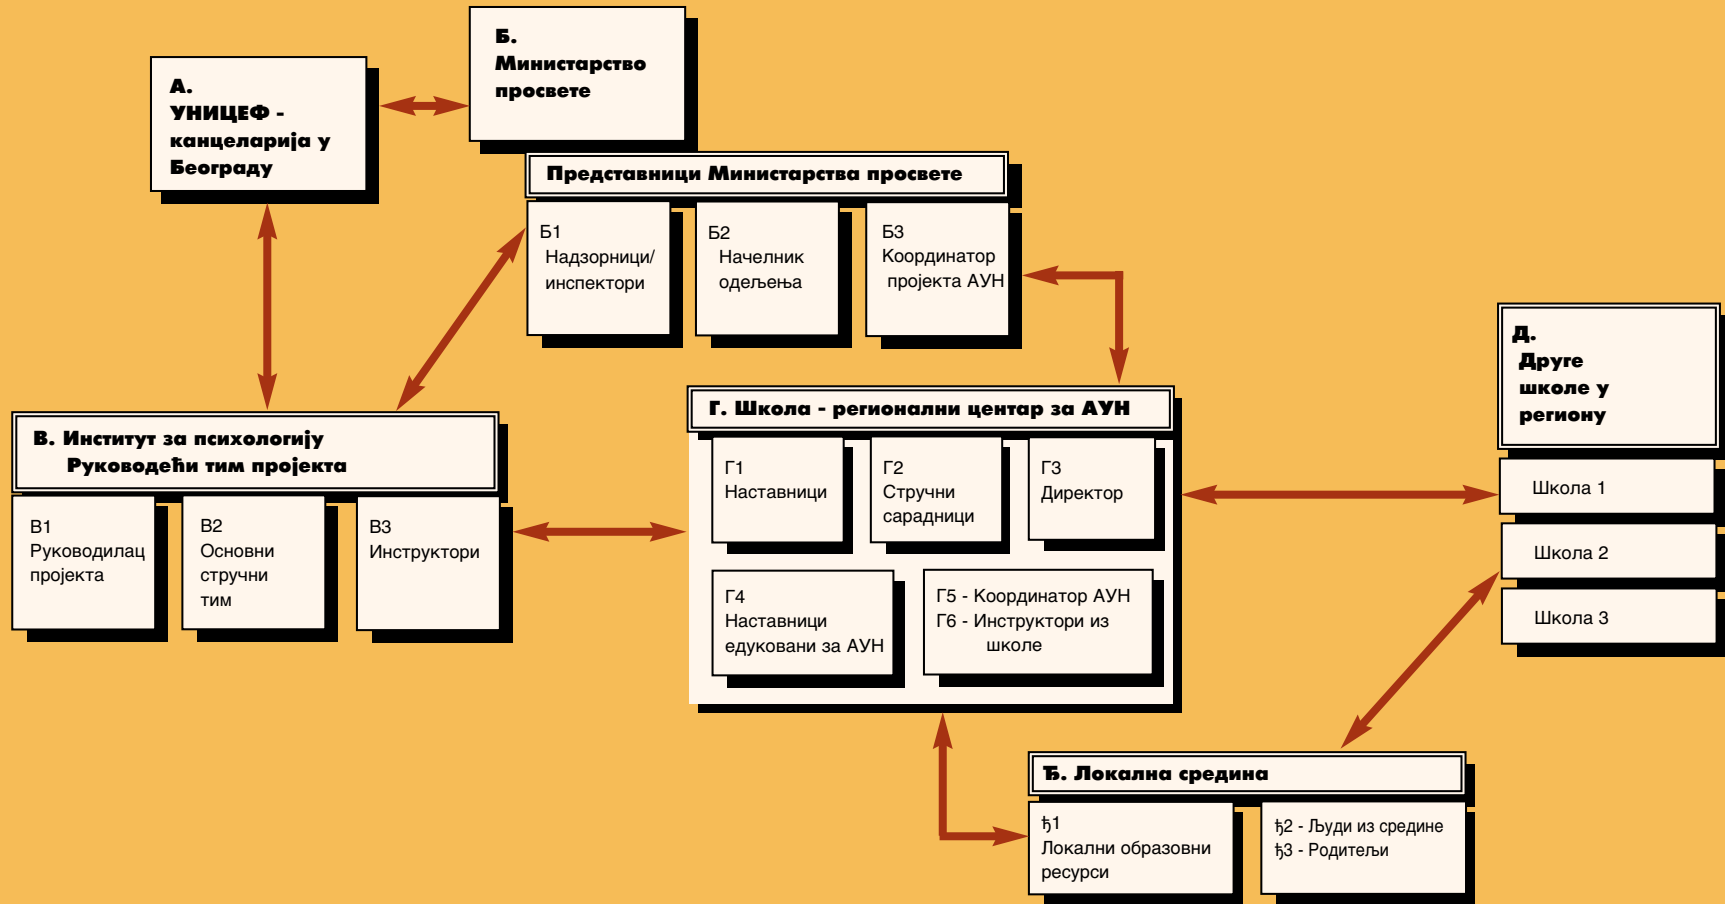 А.
УНИЦЕФ -
канцеларија у
Београду
Б.
Министарство
просвете
Представници Министарства просвете
Б1
Надзорници/
инспектори
Б2
Начелник
одељења
Б3
Координатор
пројекта АУН
В. Институт за психологију
Руководећи тим пројекта
В1
Руководилац
пројекта
В2
Основни
стручни
тим
В3
Инструктори
Г. Школа - регионални центар за АУН
Г1
Наставници
Г2
Стручни
сарадници
Г3
Директор
Г4
Наставници
едуковани за АУН
Г5 - Координатор АУН
Г6 - Инструктори из
школе
Д.
Друге
школе у
региону
Школа 1
Школа 2
Школа 3
Ђ. Локална средина
ђ1
Локални образовни
ресурси
ђ2 - Људи из средине
ђ3 - Родитељи